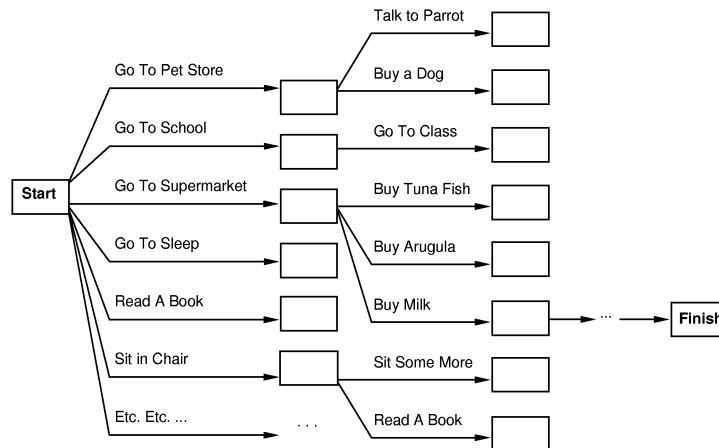 Talk to Parrot
Go To Pet Store
Buy a Dog
Go To School
Go To Class
Start
Go To Supermarket
Buy Tuna Fish
Go To Sleep
Buy Arugula
Read A Book
Buy Milk
...
Finish
Sit in Chair
Sit Some More
Etc. Etc. ...
. . .
Read A Book